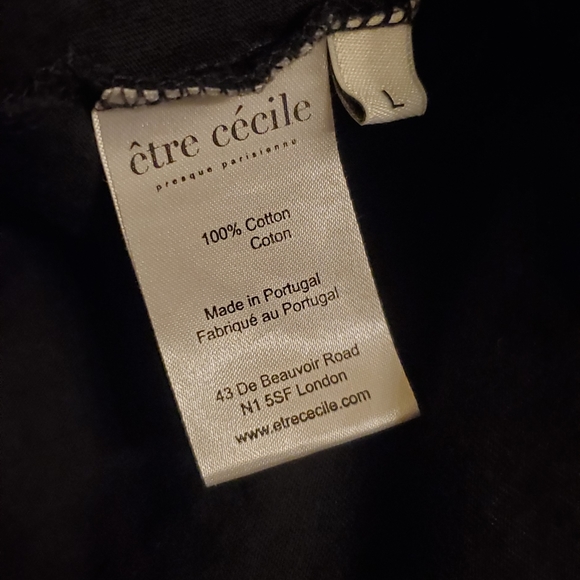 être cécile
presque parisienne
100% Cotton
Coton
Made in Portugal
Fabriqué au Portugal
43 De Beauvoir Road
N1 5SF London
www.etrececile.com
L